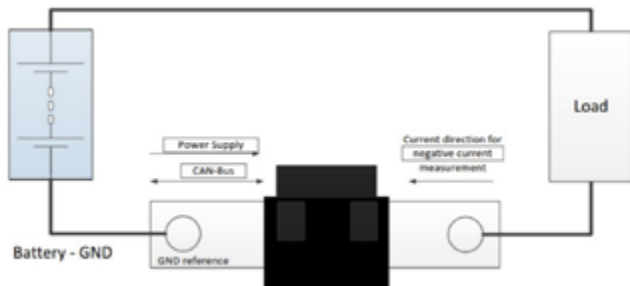 Load
Power Supply
CAN-Bus
Current direction for
negative current
measurement
Battery - GND
GND reference